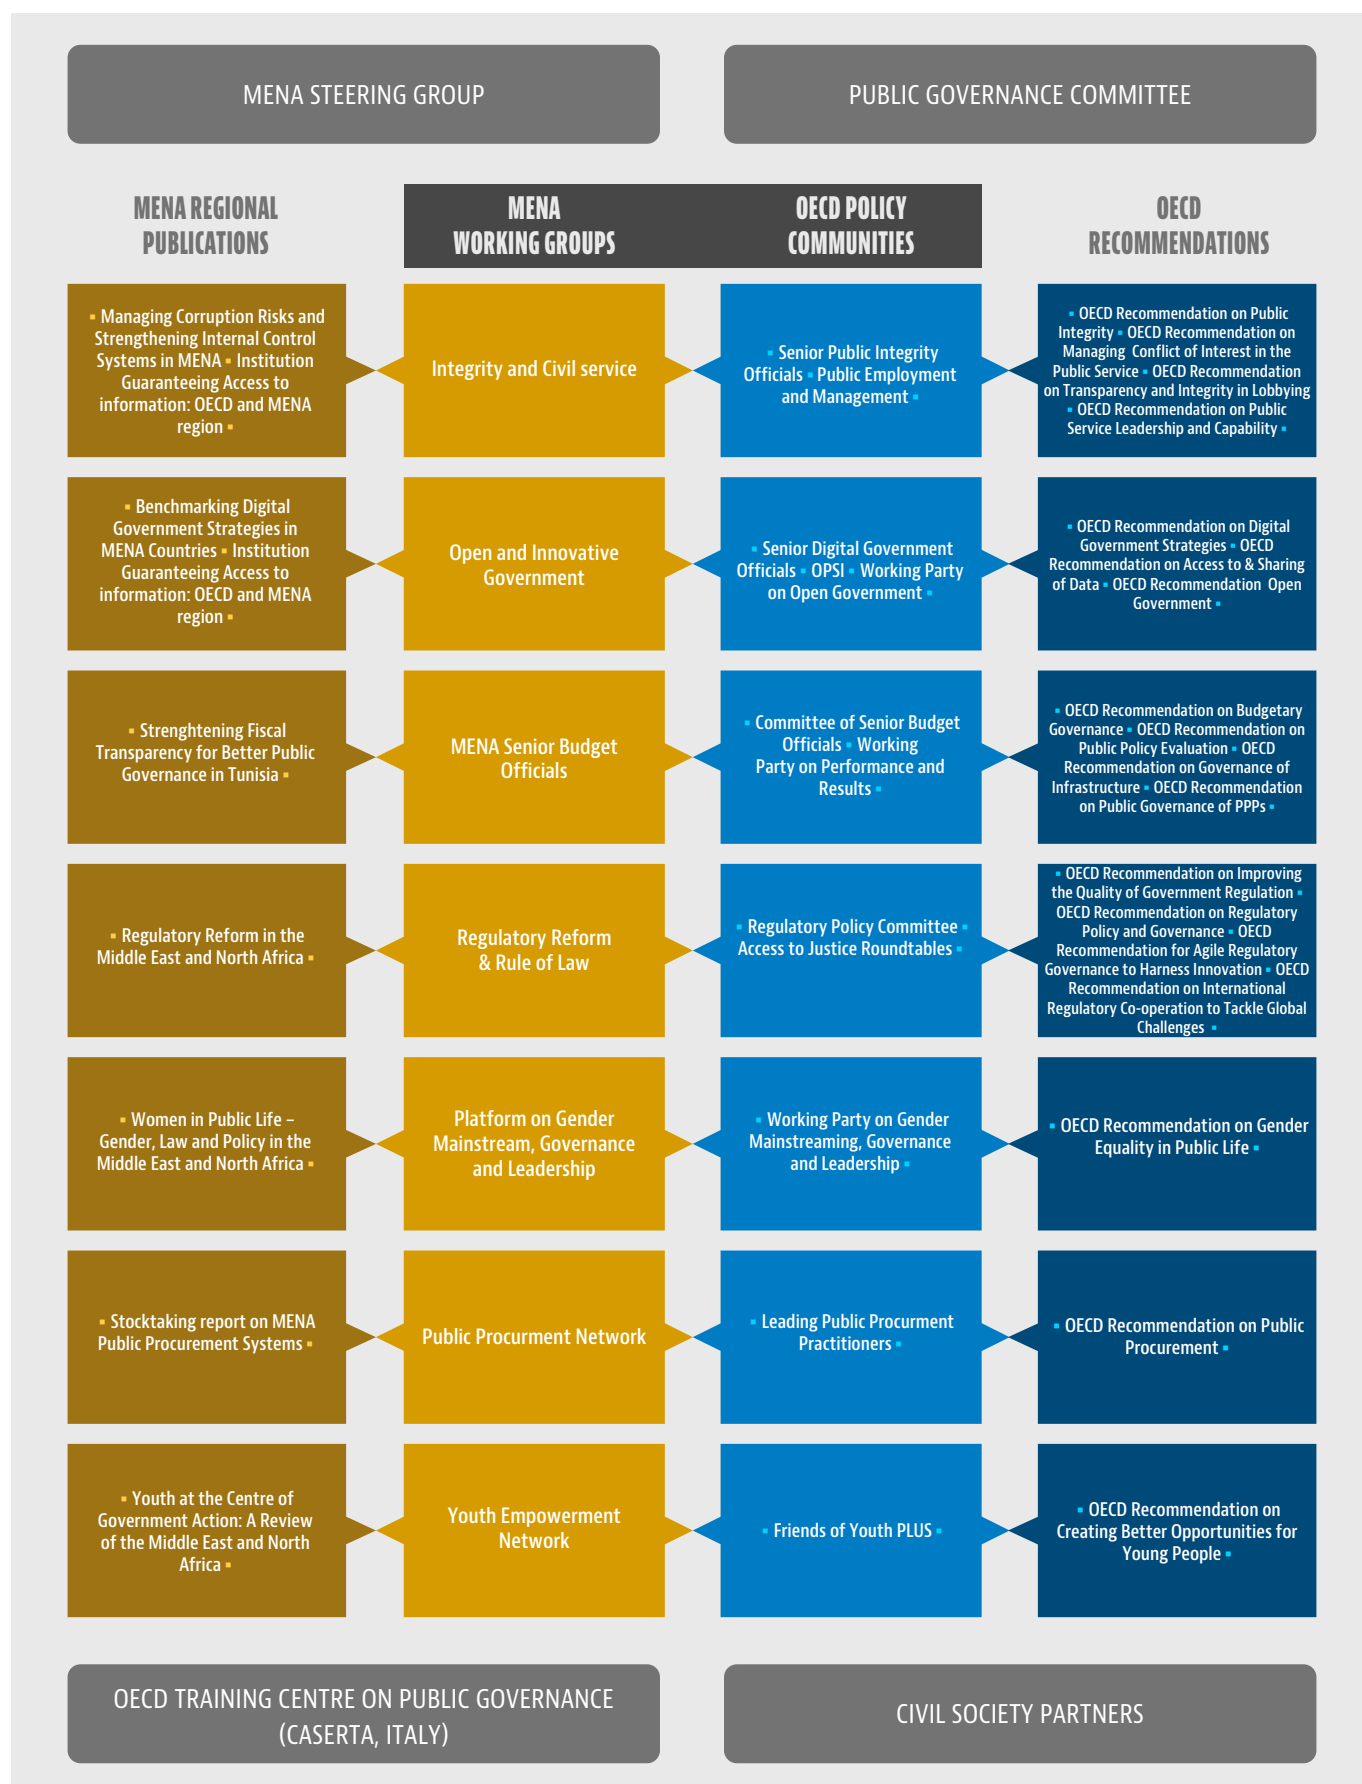 MENA STEERING GROUP
PUBLIC GOVERNANCE COMMITTEE
MENA REGIONAL
PUBLICATIONS
MENA
WORKING GROUPS
OECD POLICY
COMMUNITIES
OECD
RECOMMENDATIONS
▪ Managing Corruption Risks and
Strengthening Internal Control
Systems in MENA ▪ Institution
Guaranteeing Access to
information: OECD and MENA
region ▪
Integrity and Civil service
▪ Senior Public Integrity
Officials ▪ Public Employment
and Management ▪
▪ OECD Recommendation on Public
Integrity ▪ OECD Recommendation on
Managing Conflict of Interest in the
Public Service ▪ OECD Recommendation
on Transparency and Integrity in Lobbying
▪ OECD Recommendation on Public
Service Leadership and Capability ▪
▪ Benchmarking Digital
Government Strategies in
MENA Countries ▪ Institution
Guaranteeing Access to
information: OECD and MENA
region ▪
Open and Innovative
Government
▪ Senior Digital Government
Officials ▪ OPSI ▪ Working Party
on Open Government ▪
▪ OECD Recommendation on Digital
Government Strategies ▪ OECD
Recommendation on Access to & Sharing
of Data ▪ OECD Recommendation Open
Government ▪
▪ Strenghtening Fiscal
Transparency for Better Public
Governance in Tunisia ▪
MENA Senior Budget
Officials
▪ Committee of Senior Budget
Officials ▪ Working
Party on Performance and
Results ▪
▪ OECD Recommendation on Budgetary
Governance ▪ OECD Recommendation on
Public Policy Evaluation ▪ OECD
Recommendation on Governance of
Infrastructure ▪ OECD Recommendation
on Public Governance of PPPs ▪
▪ Regulatory Reform in the
Middle East and North Africa ▪
Regulatory Reform
& Rule of Law
▪ Regulatory Policy Committee ▪
Access to Justice Roundtables ▪
▪ OECD Recommendation on Improving
the Quality of Government Regulation ▪
OECD Recommendation on Regulatory
Policy and Governance ▪ OECD
Recommendation for Agile Regulatory
Governance to Harness Innovation ▪ OECD
Recommendation on International
Regulatory Co-operation to Tackle Global
Challenges ▪
▪ Women in Public Life –
Gender, Law and Policy in the
Middle East and North Africa ▪
Platform on Gender
Mainstream, Governance
and Leadership
▪ Working Party on Gender
Mainstreaming, Governance
and Leadership ▪
▪ OECD Recommendation on Gender
Equality in Public Life ▪
▪ Stocktaking report on MENA
Public Procurement Systems ▪
Public Procurment Network
▪ Leading Public Procurment
Practitioners ▪
▪ OECD Recommendation on Public
Procurement ▪
▪ Youth at the Centre of
Government Action: A Review
of the Middle East and North
Africa ▪
Youth Empowerment
Network
▪ Friends of Youth PLUS ▪
▪ OECD Recommendation on
Creating Better Opportunities for
Young People ▪
OECD TRAINING CENTRE ON PUBLIC GOVERNANCE
(CASERTA, ITALY)
CIVIL SOCIETY PARTNERS